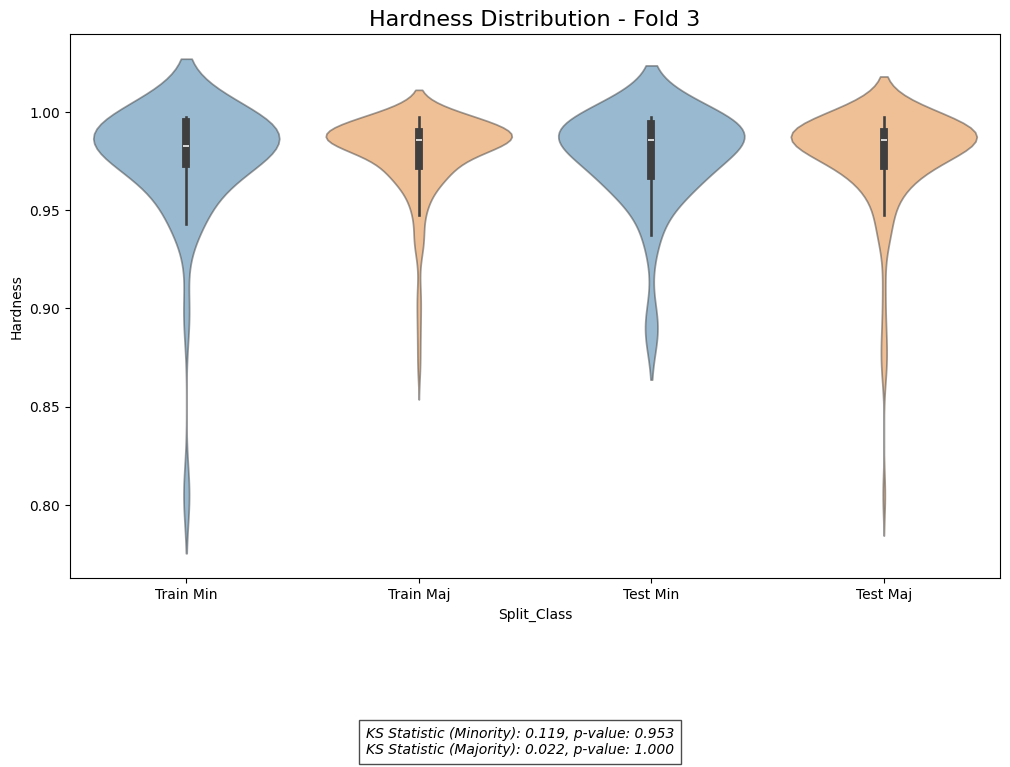 Hardness Distribution - Fold 3
1.00
0.95
0.90
0.85
0.80
Hardness
Train Min
Train Maj
Test Min
Test Maj
Split_Class
KS Statistic (Minority): 0.119, p-value: 0.953
KS Statistic (Majority): 0.022, p-value: 1.000